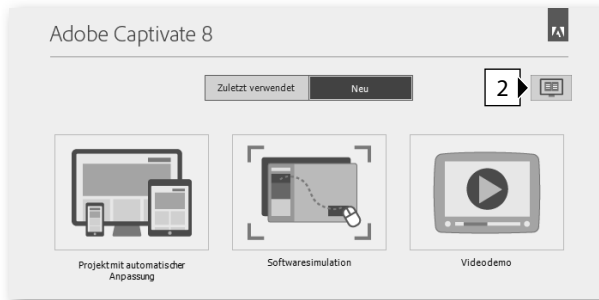 Adobe Captivate 8
Zuletzt verwendet
Neu
2
Projekt mit automatischer
Anpassung
Softwaresimulation
Videodemo